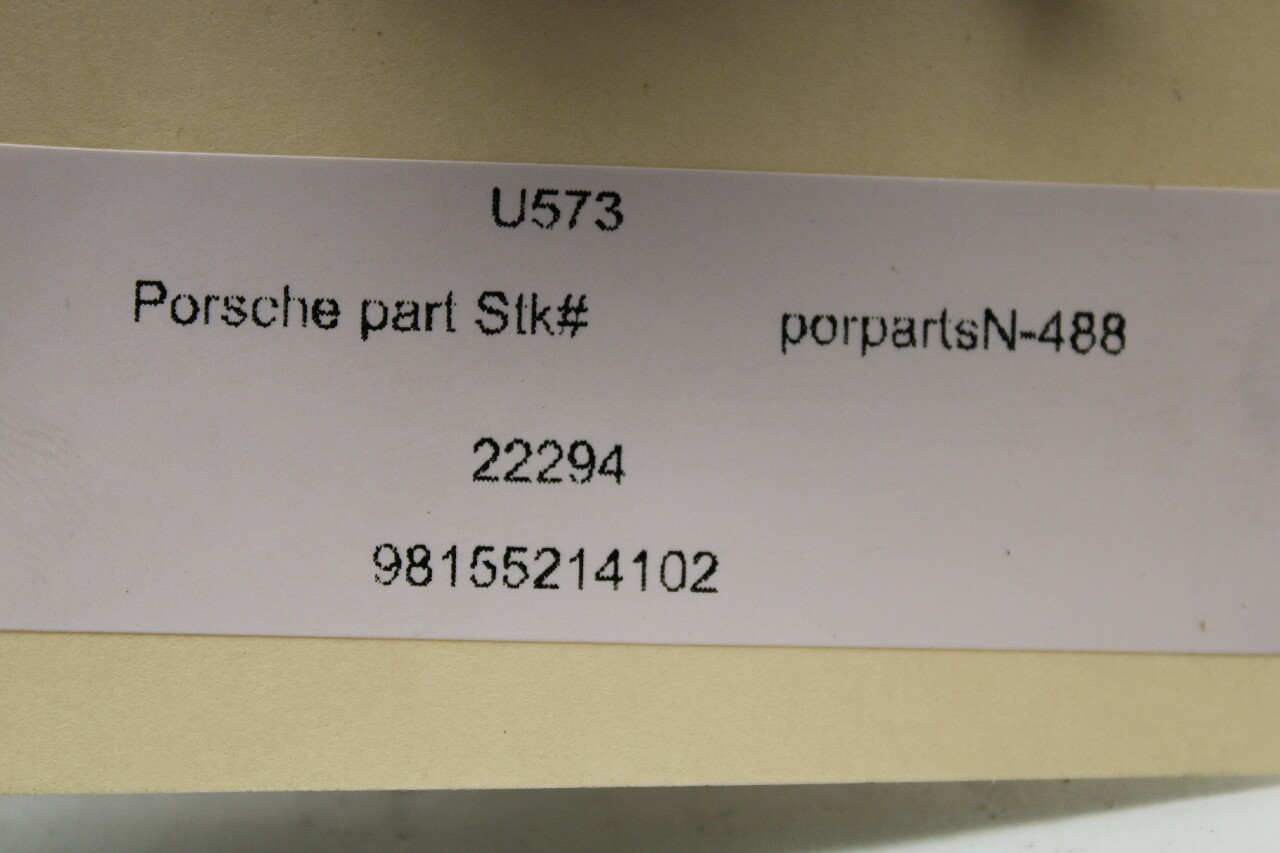 U573
Porsche part Stk# porpartsN-488
22294
98155214102